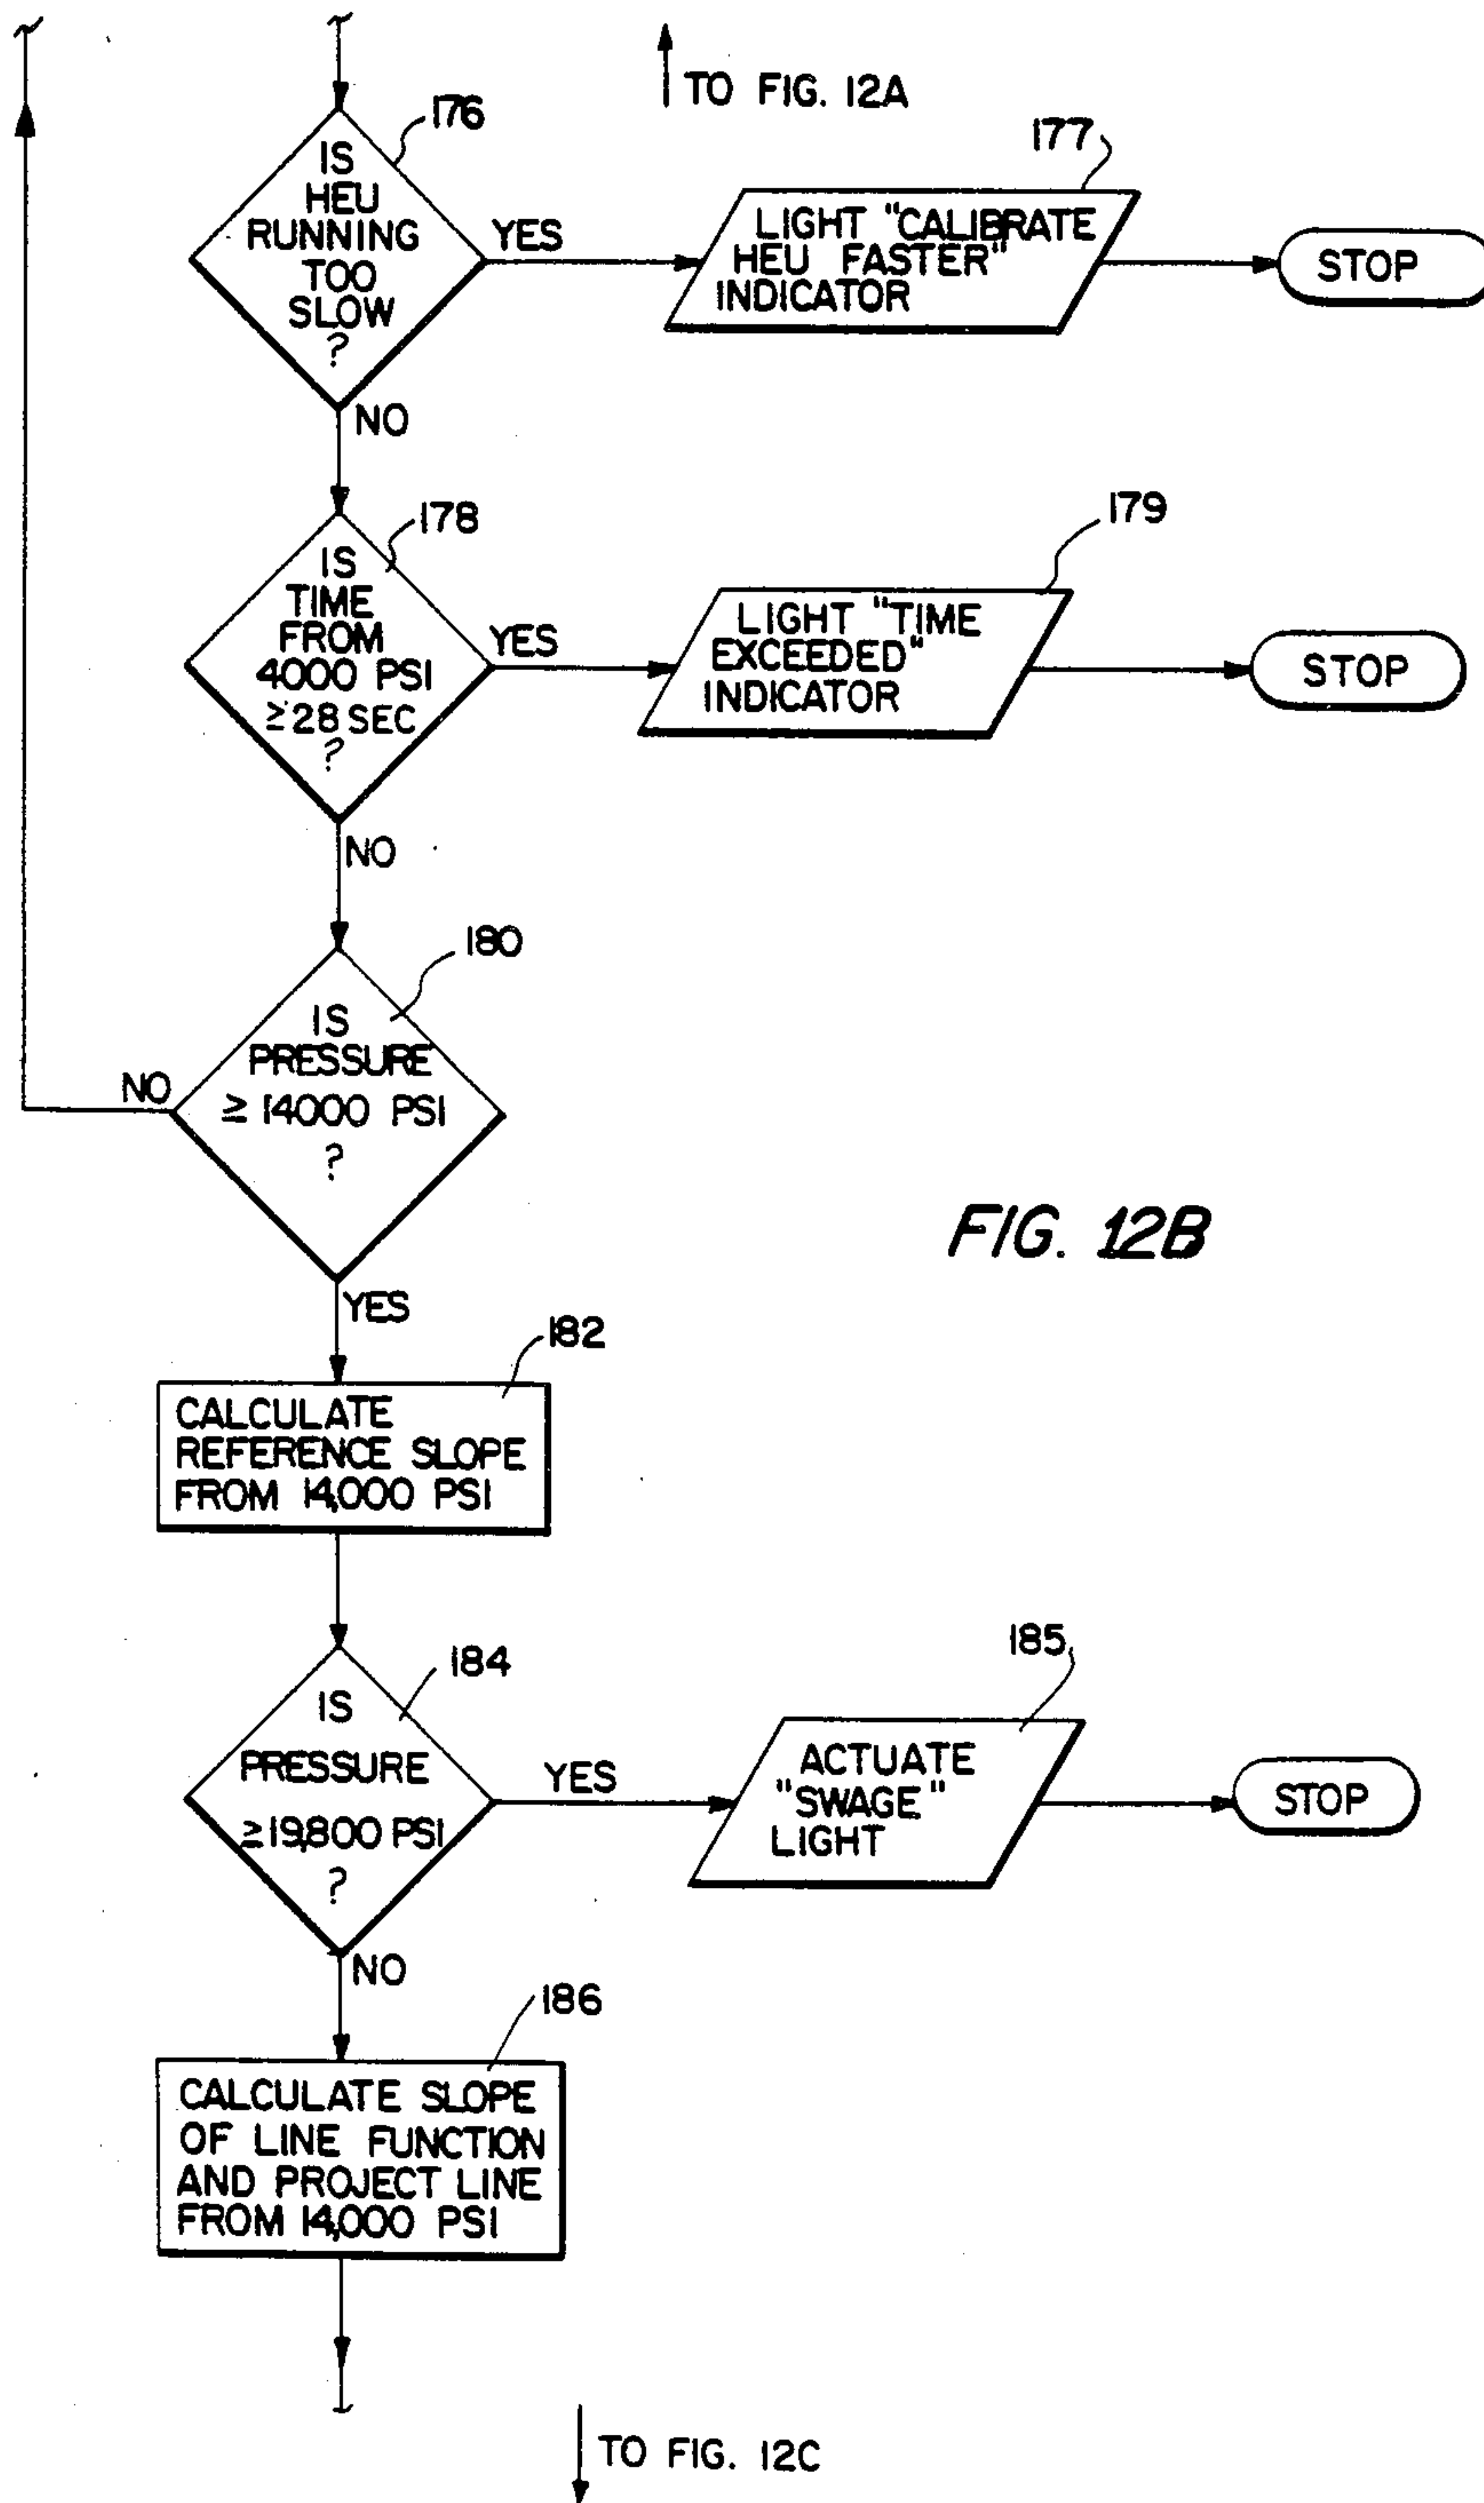 TO FIG. 12A
176
IS
HEU
RUNNING
TOO
SLOW
?
YES
177
LIGHT "CALIBRATE
HEU FASTER"
INDICATOR
STOP
NO
178
IS
TIME
FROM
4000 PSI
≥ 28 SEC
?
YES
179
LIGHT "TIME
EXCEEDED"
INDICATOR
STOP
NO
180
IS
PRESSURE
≥ 14000 PSI
?
NO
FIG. 12B
YES
182
CALCULATE
REFERENCE SLOPE
FROM 14,000 PSI
184
IS
PRESSURE
≥19,800 PSI
?
YES
185
ACTUATE
"SWAGE"
LIGHT
STOP
NO
186
CALCULATE SLOPE
OF LINE FUNCTION
AND PROJECT LINE
FROM 14,000 PSI
TO FIG. 12C